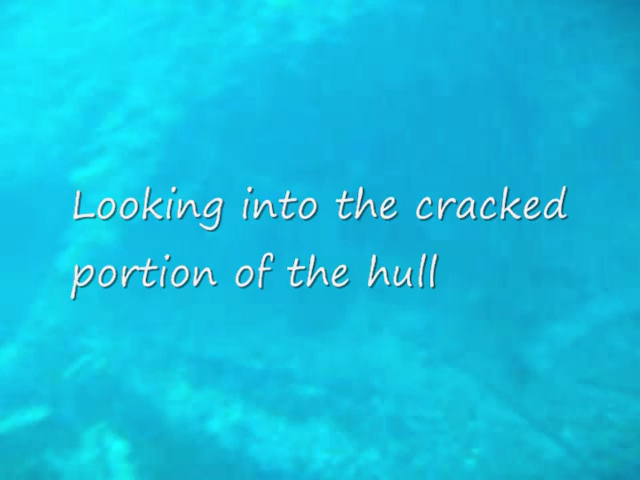 Looking into the cracked
portion of the hull